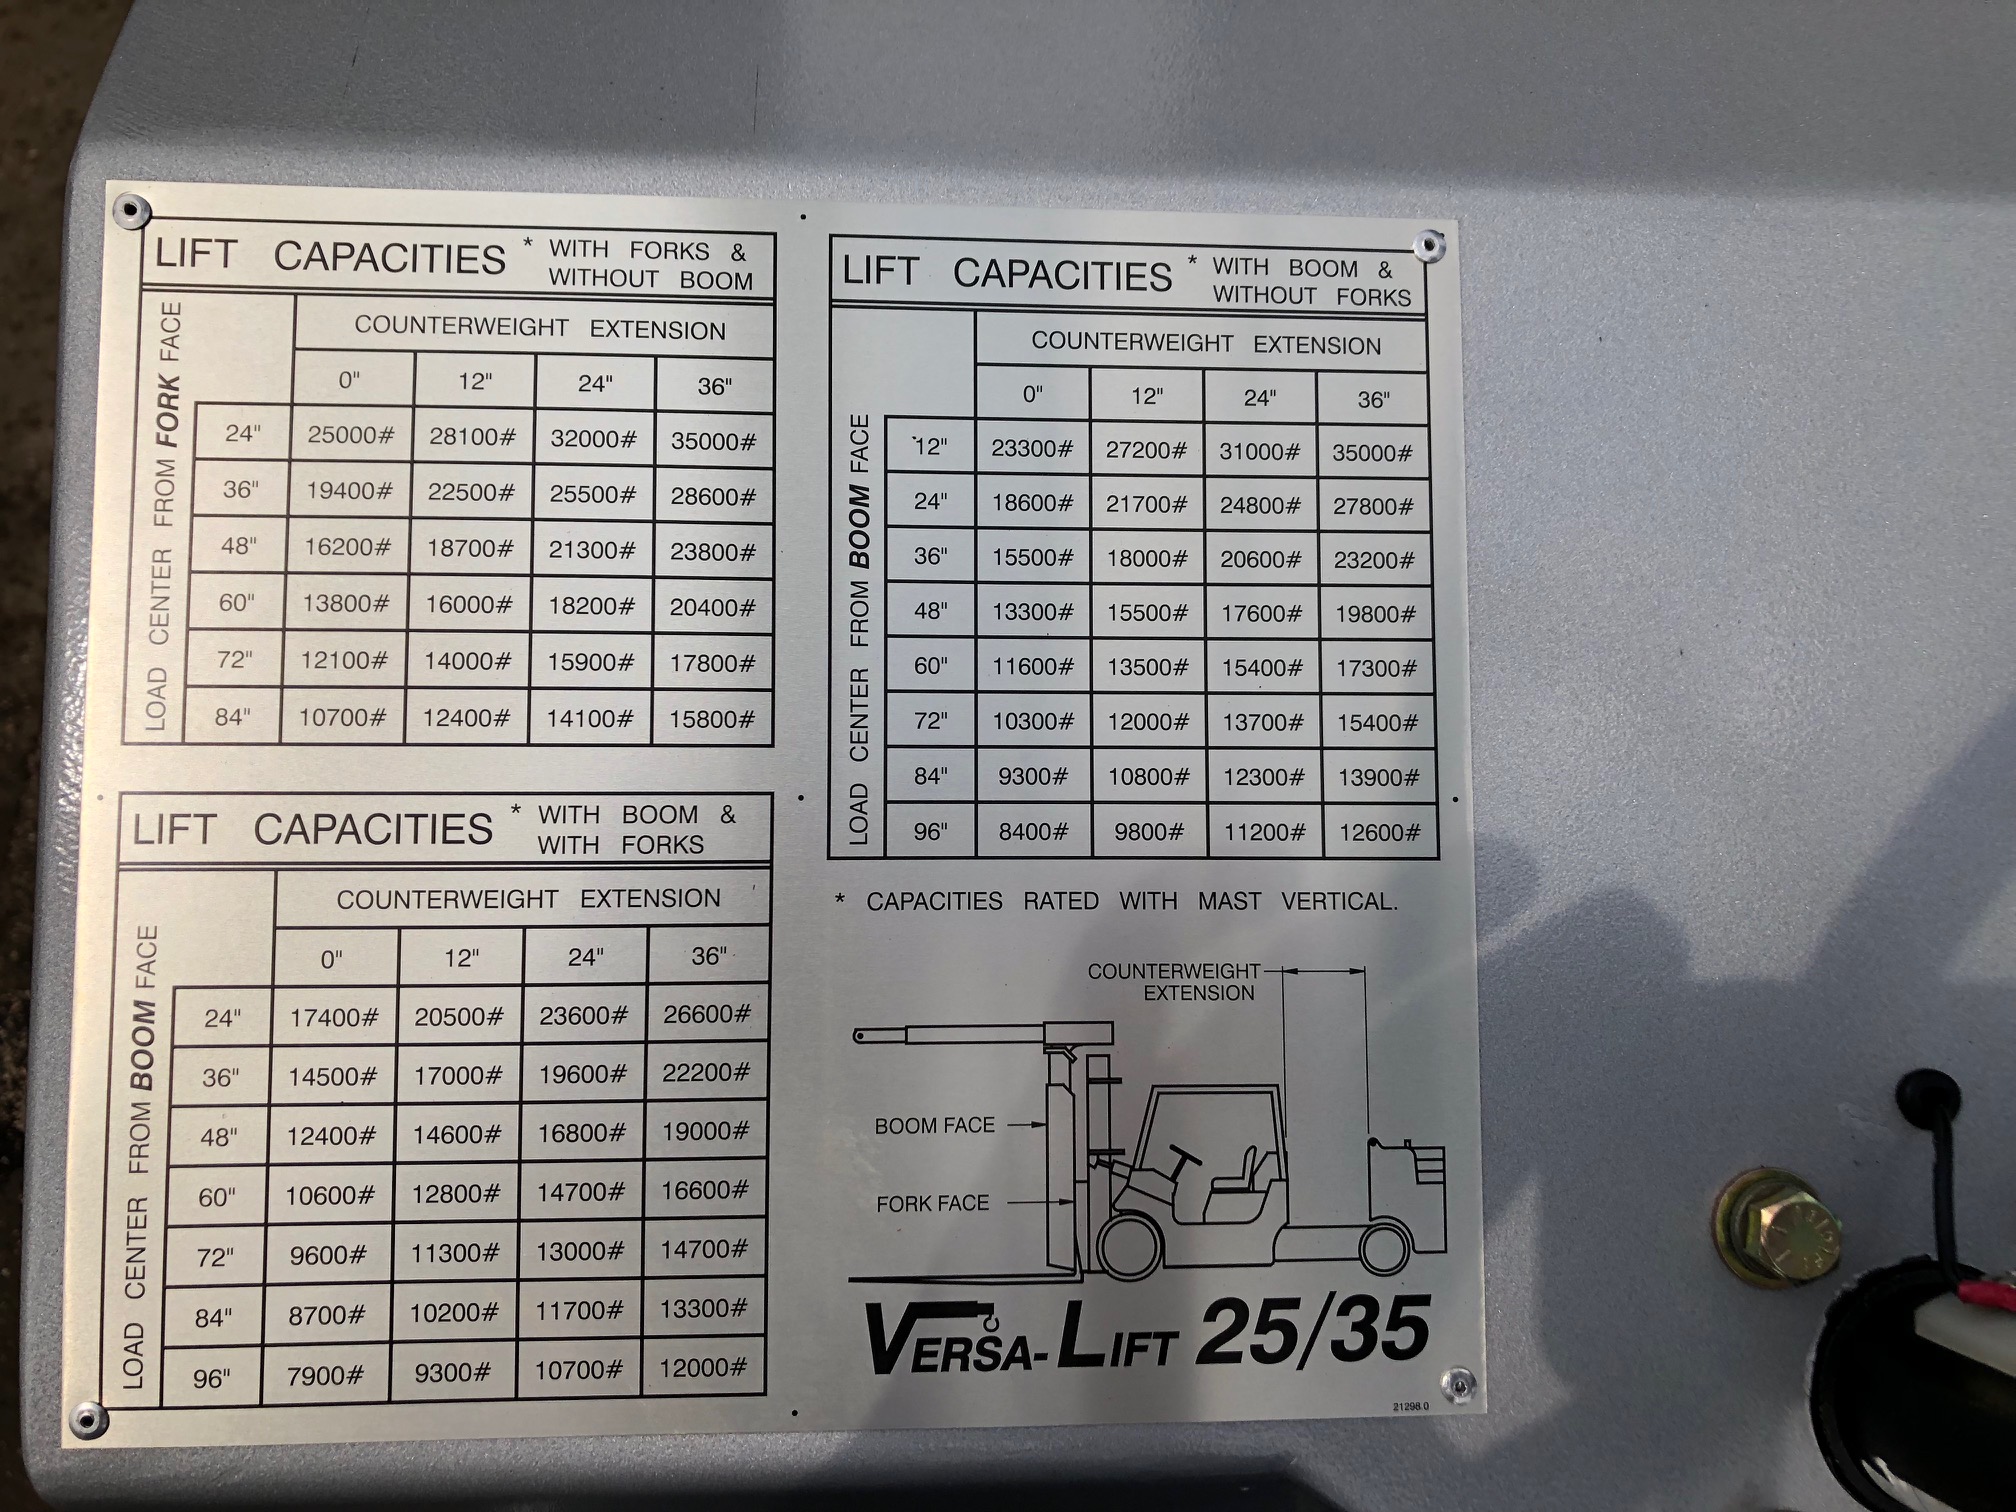 LIFT CAPACITIES * WITH FORKS &
WITHOUT BOOM
LOAD CENTER FROM FORK FACE
COUNTERWEIGHT EXTENSION
0" 12" 24" 36"
24" 25000# 28100# 32000# 35000#
36" 19400# 22500# 25500# 28600#
48" 16200# 18700# 21300# 23800#
60" 13800# 16000# 18200# 20400#
72" 12100# 14000# 15900# 17800#
84" 10700# 12400# 14100# 15800#
LIFT CAPACITIES * WITH BOOM &
WITH FORKS
LOAD CENTER FROM BOOM FACE
COUNTERWEIGHT EXTENSION
0" 12" 24" 36"
24" 17400# 20500# 23600# 26600#
36" 14500# 17000# 19600# 22200#
48" 12400# 14600# 16800# 19000#
60" 10600# 12800# 14700# 16600#
72" 9600# 11300# 13000# 14700#
84" 8700# 10200# 11700# 13300#
96" 7900# 9300# 10700# 12000#
LIFT CAPACITIES * WITH BOOM &
WITHOUT FORKS
LOAD CENTER FROM BOOM FACE
COUNTERWEIGHT EXTENSION
0" 12" 24" 36"
12" 23300# 27200# 31000# 35000#
24" 18600# 21700# 24800# 27800#
36" 15500# 18000# 20600# 23200#
48" 13300# 15500# 17600# 19800#
60" 11600# 13500# 15400# 17300#
72" 10300# 12000# 13700# 15400#
84" 9300# 10800# 12300# 13900#
96" 8400# 9800# 11200# 12600#
* CAPACITIES RATED WITH MAST VERTICAL.
COUNTERWEIGHT
EXTENSION
BOOM FACE
FORK FACE
VERSA-LIFT 25/35
21298.0